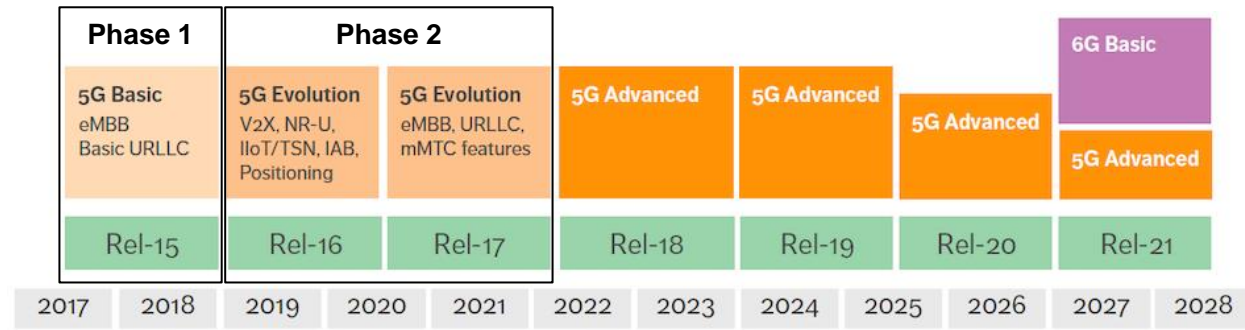 Phase 1
Phase 2
6G Basic
5G Basic
eMBB
Basic URLLC
5G Evolution
V2X, NR-U,
IIoT/TSN, IAB,
Positioning
5G Evolution
eMBB, URLLC,
mMTC features
5G Advanced
5G Advanced
5G Advanced
5G Advanced
Rel-15
Rel-16
Rel-17
Rel-18
Rel-19
Rel-20
Rel-21
2017
2018
2019
2020
2021
2022
2023
2024
2025
2026
2027
2028